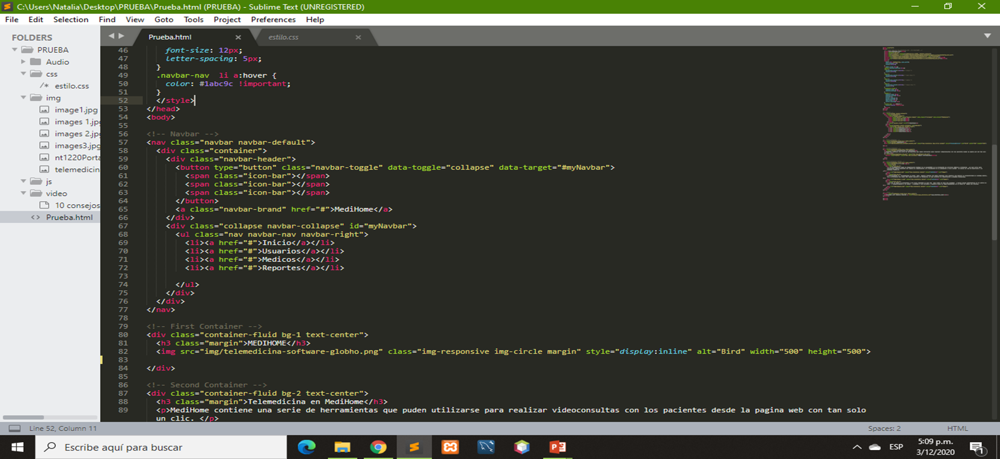 C:\Users\Natalia\Desktop\PRUEBA\Prueba.html (PRUEBA) - Sublime Text (UNREGISTERED)
File Edit Selection Find View Goto Tools Project Preferences Help
FOLDERS
PRUEBA
Audio
css
/* estilo.css
img
image1.jpg
images 1.jpg
images 2.jpg
images3.jpg
nt1220Porta
telemedicin
js
video
10 consejos
<> Prueba.html
Prueba.html
estilo.css
46 font-size: 12px;
47 letter-spacing: 5px;
48 }
49 .navbar-nav  li a:hover {
50 color: #1abc9c !important;
51 }
52 </style>
53 </head>
54 <body>
55
56 <!-- Navbar -->
57 <nav class="navbar navbar-default">
58 <div class="container">
59 <div class="navbar-header">
60 <button type="button" class="navbar-toggle" data-toggle="collapse" data-target="#myNavbar">
61 <span class="icon-bar"></span>
62 <span class="icon-bar"></span>
63 <span class="icon-bar"></span>
64 </button>
65 <a class="navbar-brand" href="#">MediHome</a>
66 </div>
67 <div class="collapse navbar-collapse" id="myNavbar">
68 <ul class="nav navbar-nav navbar-right">
69 <li><a href="#">Inicio</a></li>
70 <li><a href="#">Usuarios</a></li>
71 <li><a href="#">Medicos</a></li>
72 <li><a href="#">Reportes</a></li>
73
74 </ul>
75 </div>
76 </div>
77 </nav>
78
79 <!-- First Container -->
80 <div class="container-fluid bg-1 text-center">
81 <h3 class="margin">MEDIHOME</h3>
82 <img src="img/telemedicina-software-globho.png" class="img-responsive img-circle margin" style="display:inline" alt="Bird" width="500" height="500">
83
84 </div>
85
86 <!-- Second Container -->
87 <div class="container-fluid bg-2 text-center">
88 <h3 class="margin">Telemedicina en MediHome</h3>
89 <p>MediHome contiene una serie de herramientas que puden utilizarse para realizar videoconsultas con los pacientes desde la pagina web con tan solo
un clic. </p>
Line 52, Column 11
Spaces: 2
HTML
Escribe aquí para buscar
ESP
5:09 p.m.
3/12/2020
1